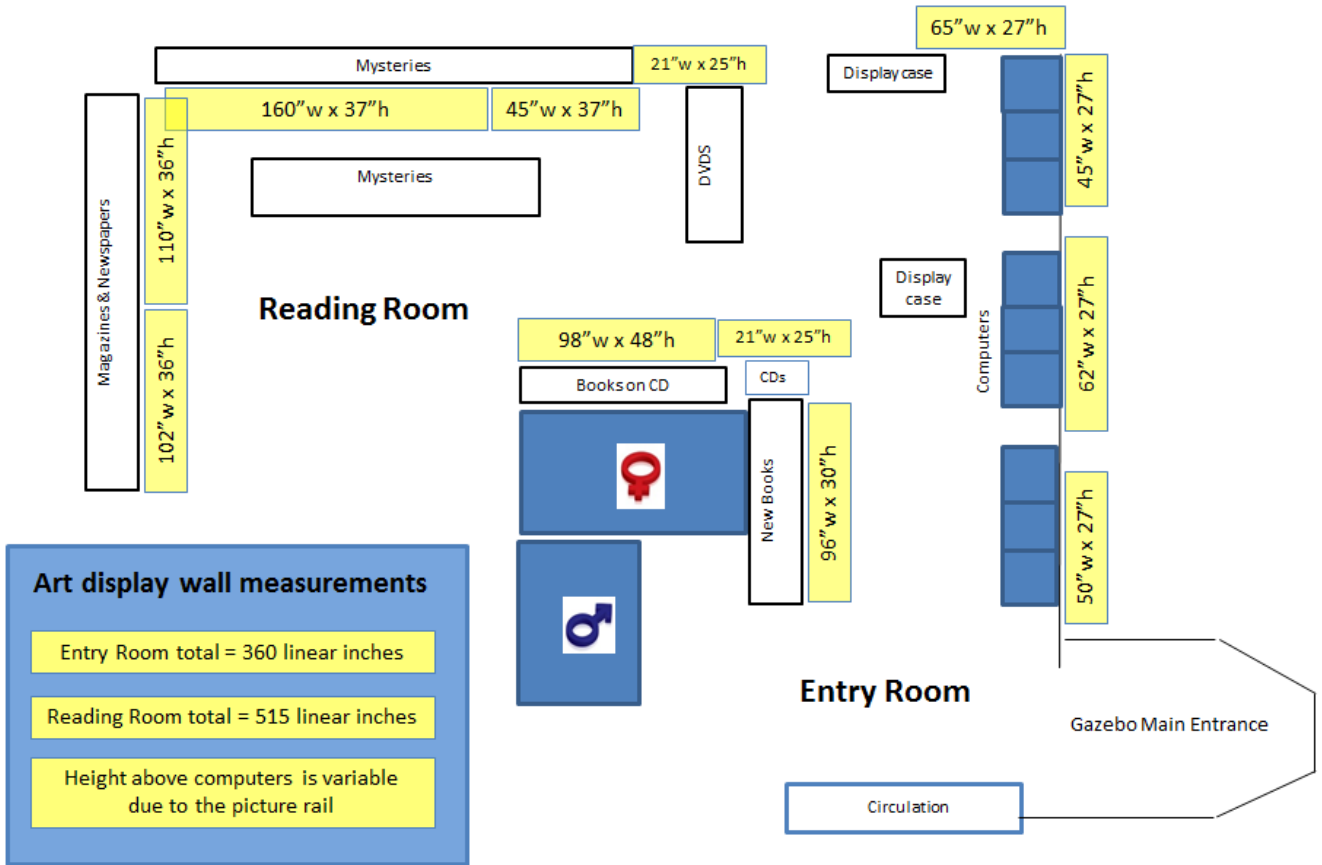 65”w x 27”h
Mysteries
21”w x 25”h
Display case
160”w x 37”h
45”w x 37”h
45”w x 27”h
110”w x 36”h
Mysteries
DVDS
Magazines & Newspapers
Reading Room
Display
case
Computers
62”w x 27”h
98”w x 48”h
21”w x 25”h
102”w x 36”h
Books on CD
CDs
New Books
96”w x 30”h
50”w x 27”h
Art display wall measurements
Entry Room total = 360 linear inches
Reading Room total = 515 linear inches
Height above computers is variable
due to the picture rail
Entry Room
Gazebo Main Entrance
Circulation